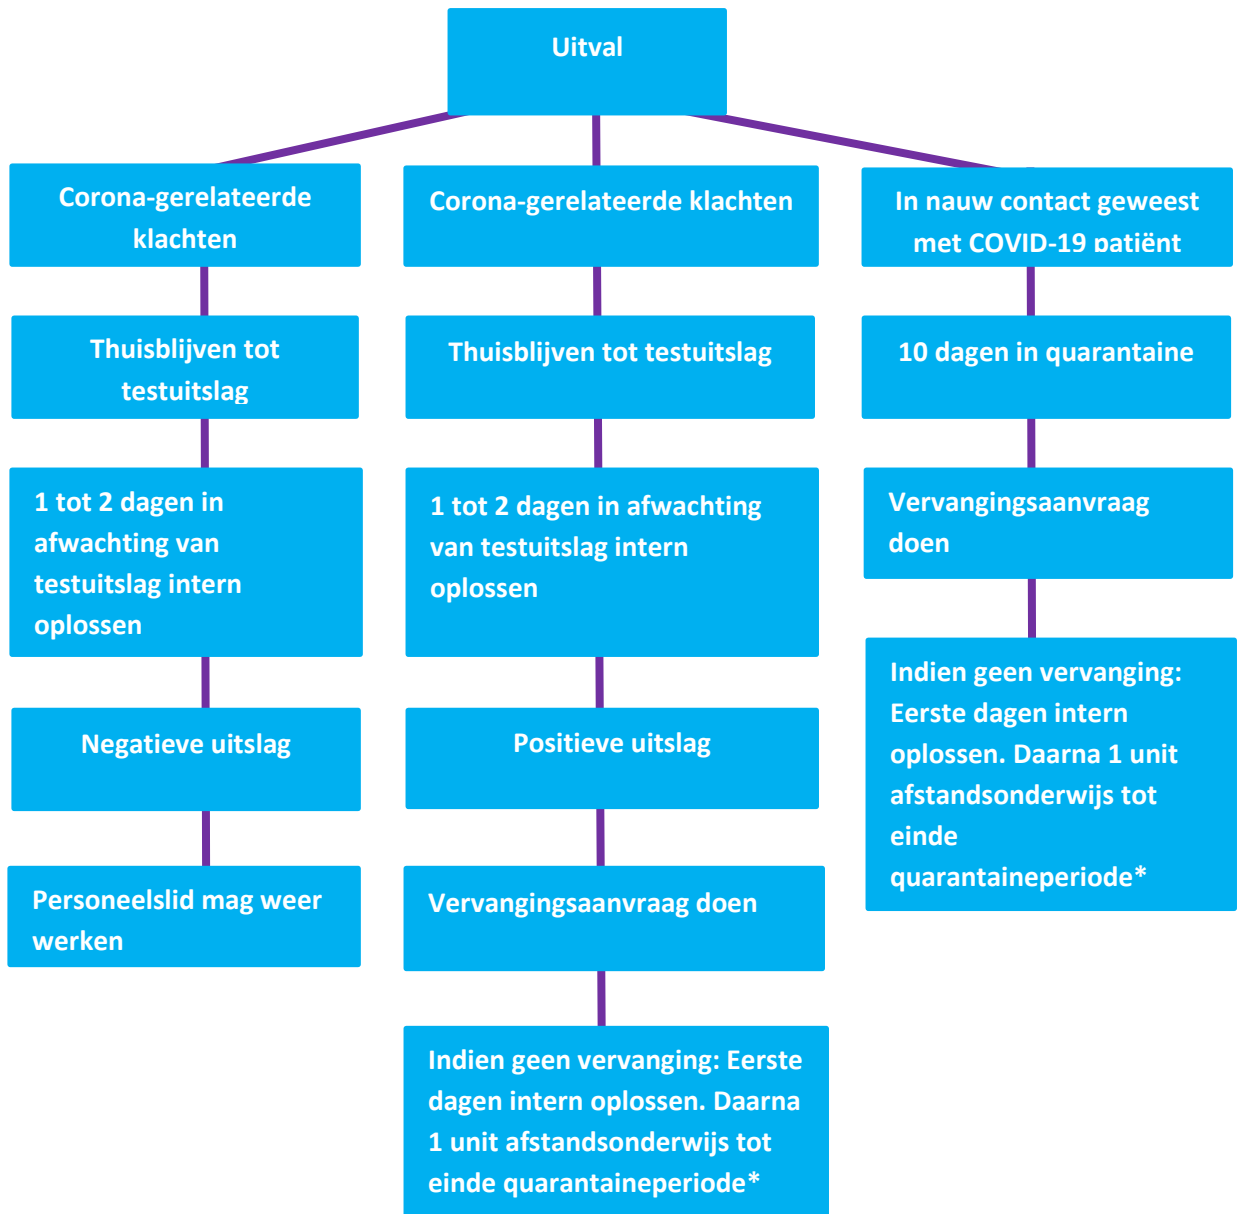 Uitval
Corona-gerelateerde
klachten
Thuisblijven tot
testuitslag
1 tot 2 dagen in
afwachting van
testuitslag intern
oplossen
Negatieve uitslag
Personeelslid mag weer
werken
Corona-gerelateerde klachten
Thuisblijven tot testuitslag
1 tot 2 dagen in afwachting
van testuitslag intern
oplossen
Positieve uitslag
Vervangingsaanvraag doen
Indien geen vervanging: Eerste
dagen intern oplossen. Daarna
1 unit afstandsonderwijs tot
einde quarantaineperiode*
In nauw contact geweest
met COVID-19 patiënt
10 dagen in quarantaine
Vervangingsaanvraag
doen
Indien geen vervanging:
Eerste dagen intern
oplossen. Daarna 1 unit
afstandsonderwijs tot
einde
quarantaineperiode*